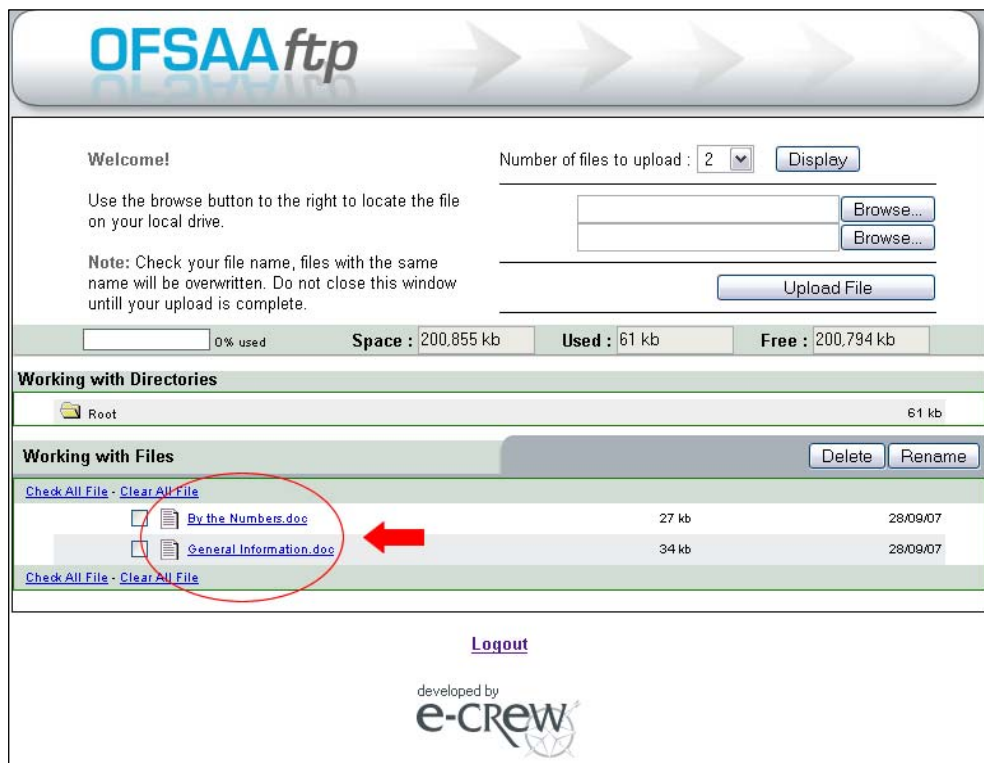 OFSAAftp
Welcome!
Use the browse button to the right to locate the file
on your local drive.
Note: Check your file name, files with the same
name will be overwritten. Do not close this window
untill your upload is complete.
Number of files to upload : 2 Display
Browse...
Browse...
Upload File
0% used Space : 200,855 kb Used : 61 kb Free : 200,794 kb
Working with Directories
Root 61 kb
Working with Files Delete Rename
Check All File - Clear All File
By the Numbers.doc 27 kb 28/09/07
General Information.doc 34 kb 28/09/07
Check All File - Clear All File
Logout
developed by
e-crew